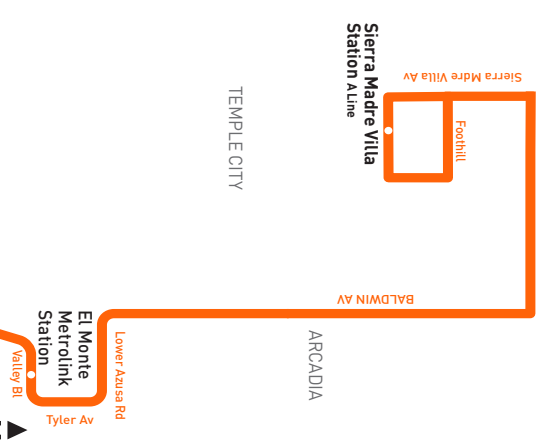 Sierra Madre Villa
Station A Line
Sierra Mdre Villa Av
Foothill
TEMPLE CITY
BALDWIN AV
ARCADIA
El Monte
Metrolink
Station
Lower Azusa Rd
Valley Bl
Tyler Av